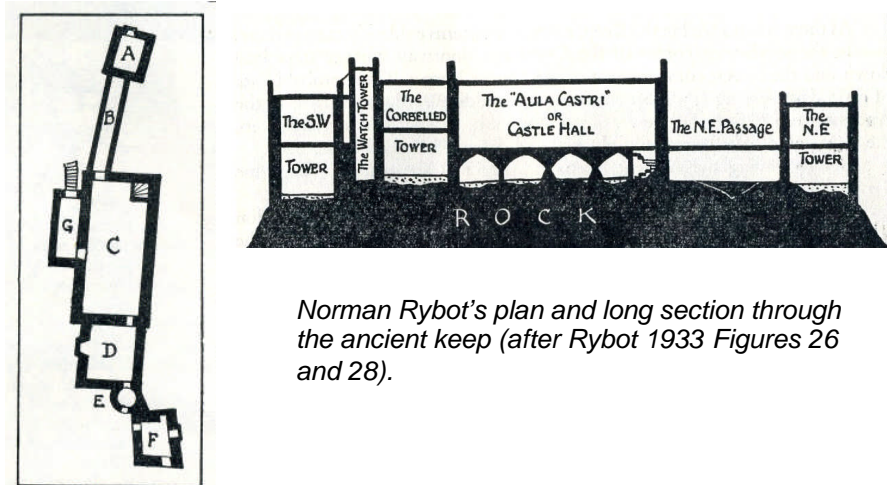 A
B
C
G
D
E
F
The S.W
TOWER
The WATCH TOWER
The
CORBELLED
TOWER
The "AULA CASTRI"
OR
CASTLE HALL
The N.E. Passage
The
N.E
TOWER
ROCK
Norman Rybot's plan and long section through
the ancient keep (after Rybot 1933 Figures 26
and 28).